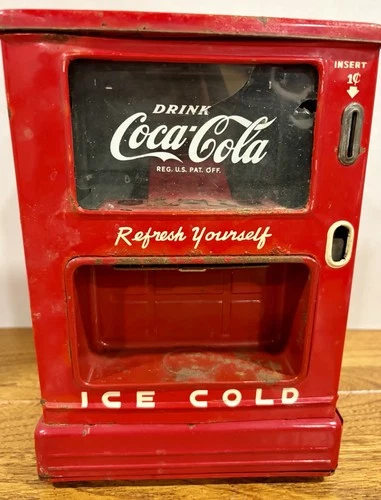 INSERT
1¢
DRINK
Coca-Cola
REG. U.S. PAT. OFF.
Refresh Yourself
ICE COLD